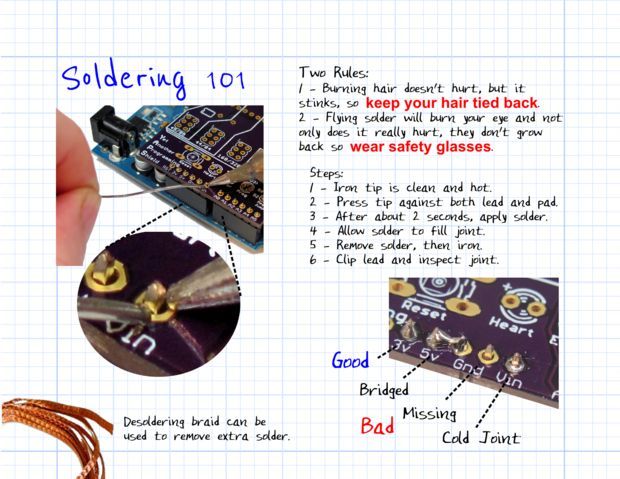 Soldering 101
Two Rules:
1 - Burning hair doesn't hurt, but it
stinks, so keep your hair tied back.
2 - Flying solder will burn your eye and not
only does it really hurt, they don't grow
back so wear safety glasses.
Steps:
1 - Iron tip is clean and hot.
2 - Press tip against both lead and pad.
3 - After about 2 seconds, apply solder.
4 - Allow solder to fill joint.
5 - Remove solder, then iron.
6 - Clip lead and inspect joint.
Yet
Another
Programming
Shield
Vin
Reset
Heart
5v
Gnd
Vin
Good
Bridged
Missing
Bad
Cold Joint
Desoldering braid can be
used to remove extra solder.